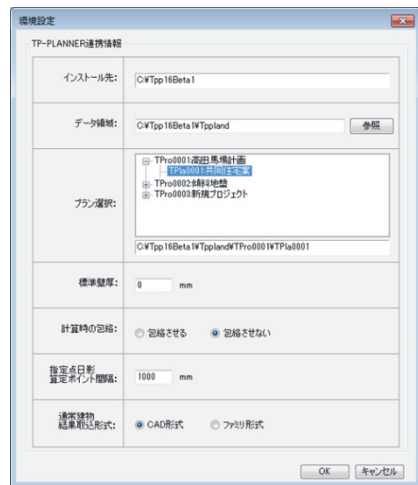 環境設定
TP-PLANNER連携情報
インストール先:
C:¥Tpp16Beta1
データ領域:
C:¥Tpp16Beta1¥Tppland
参照
プラン選択:
TPro0001:高田馬場計画
TPla0001:共同住宅案
TPro0002:傾斜地盤
TPro0003:新規プロジェクト
C:¥Tpp16Beta1¥Tppland¥TPro0001¥TPla0001
標準壁厚:
0 mm
計算時の包絡:
包絡させる 包絡させない
指定点日影
算定ポイント間隔:
1000 mm
通常建物
結果取込形式:
CAD形式 ファミリ形式
OK キャンセル